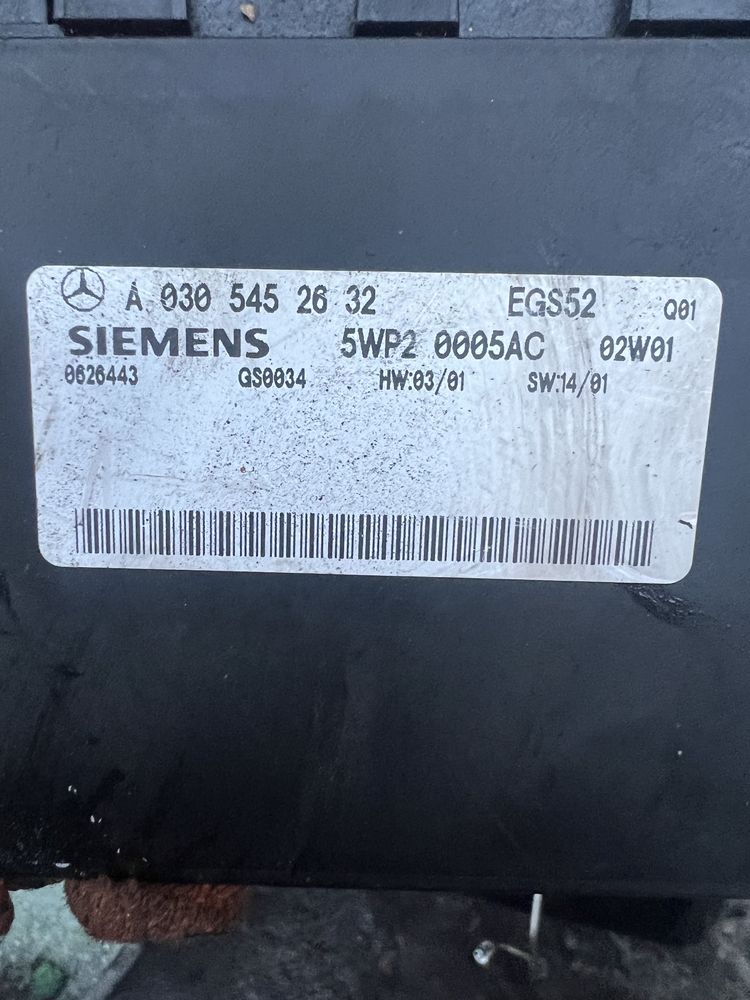 A 030 545 26 32 EGS52 Q01
SIEMENS 5WP2 0005AC 02W01
0626443 GS0034 HW:03/01 SW:14/01